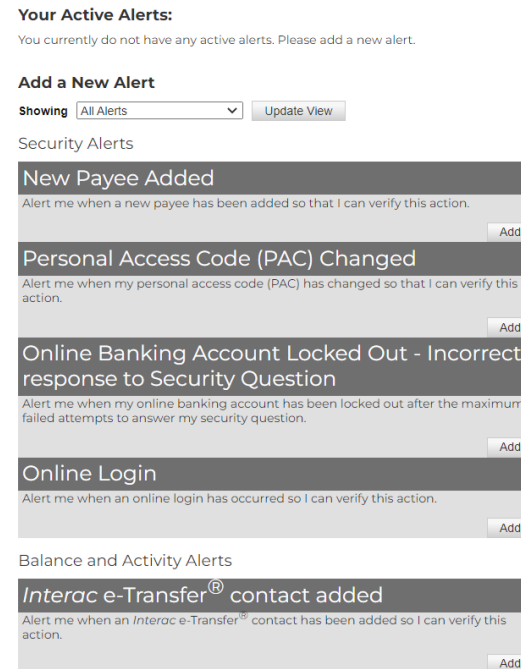 Your Active Alerts:
You currently do not have any active alerts. Please add a new alert.
Add a New Alert
Showing All Alerts Update View
Security Alerts
New Payee Added
Alert me when a new payee has been added so that I can verify this action.
Add
Personal Access Code (PAC) Changed
Alert me when my personal access code (PAC) has changed so that I can verify this
action.
Add
Online Banking Account Locked Out - Incorrect
response to Security Question
Alert me when my online banking account has been locked out after the maximum
failed attempts to answer my security question.
Add
Online Login
Alert me when an online login has occurred so I can verify this action.
Add
Balance and Activity Alerts
Interac e-Transfer® contact added
Alert me when an Interac e-Transfer® contact has been added so I can verify this
action.
Add